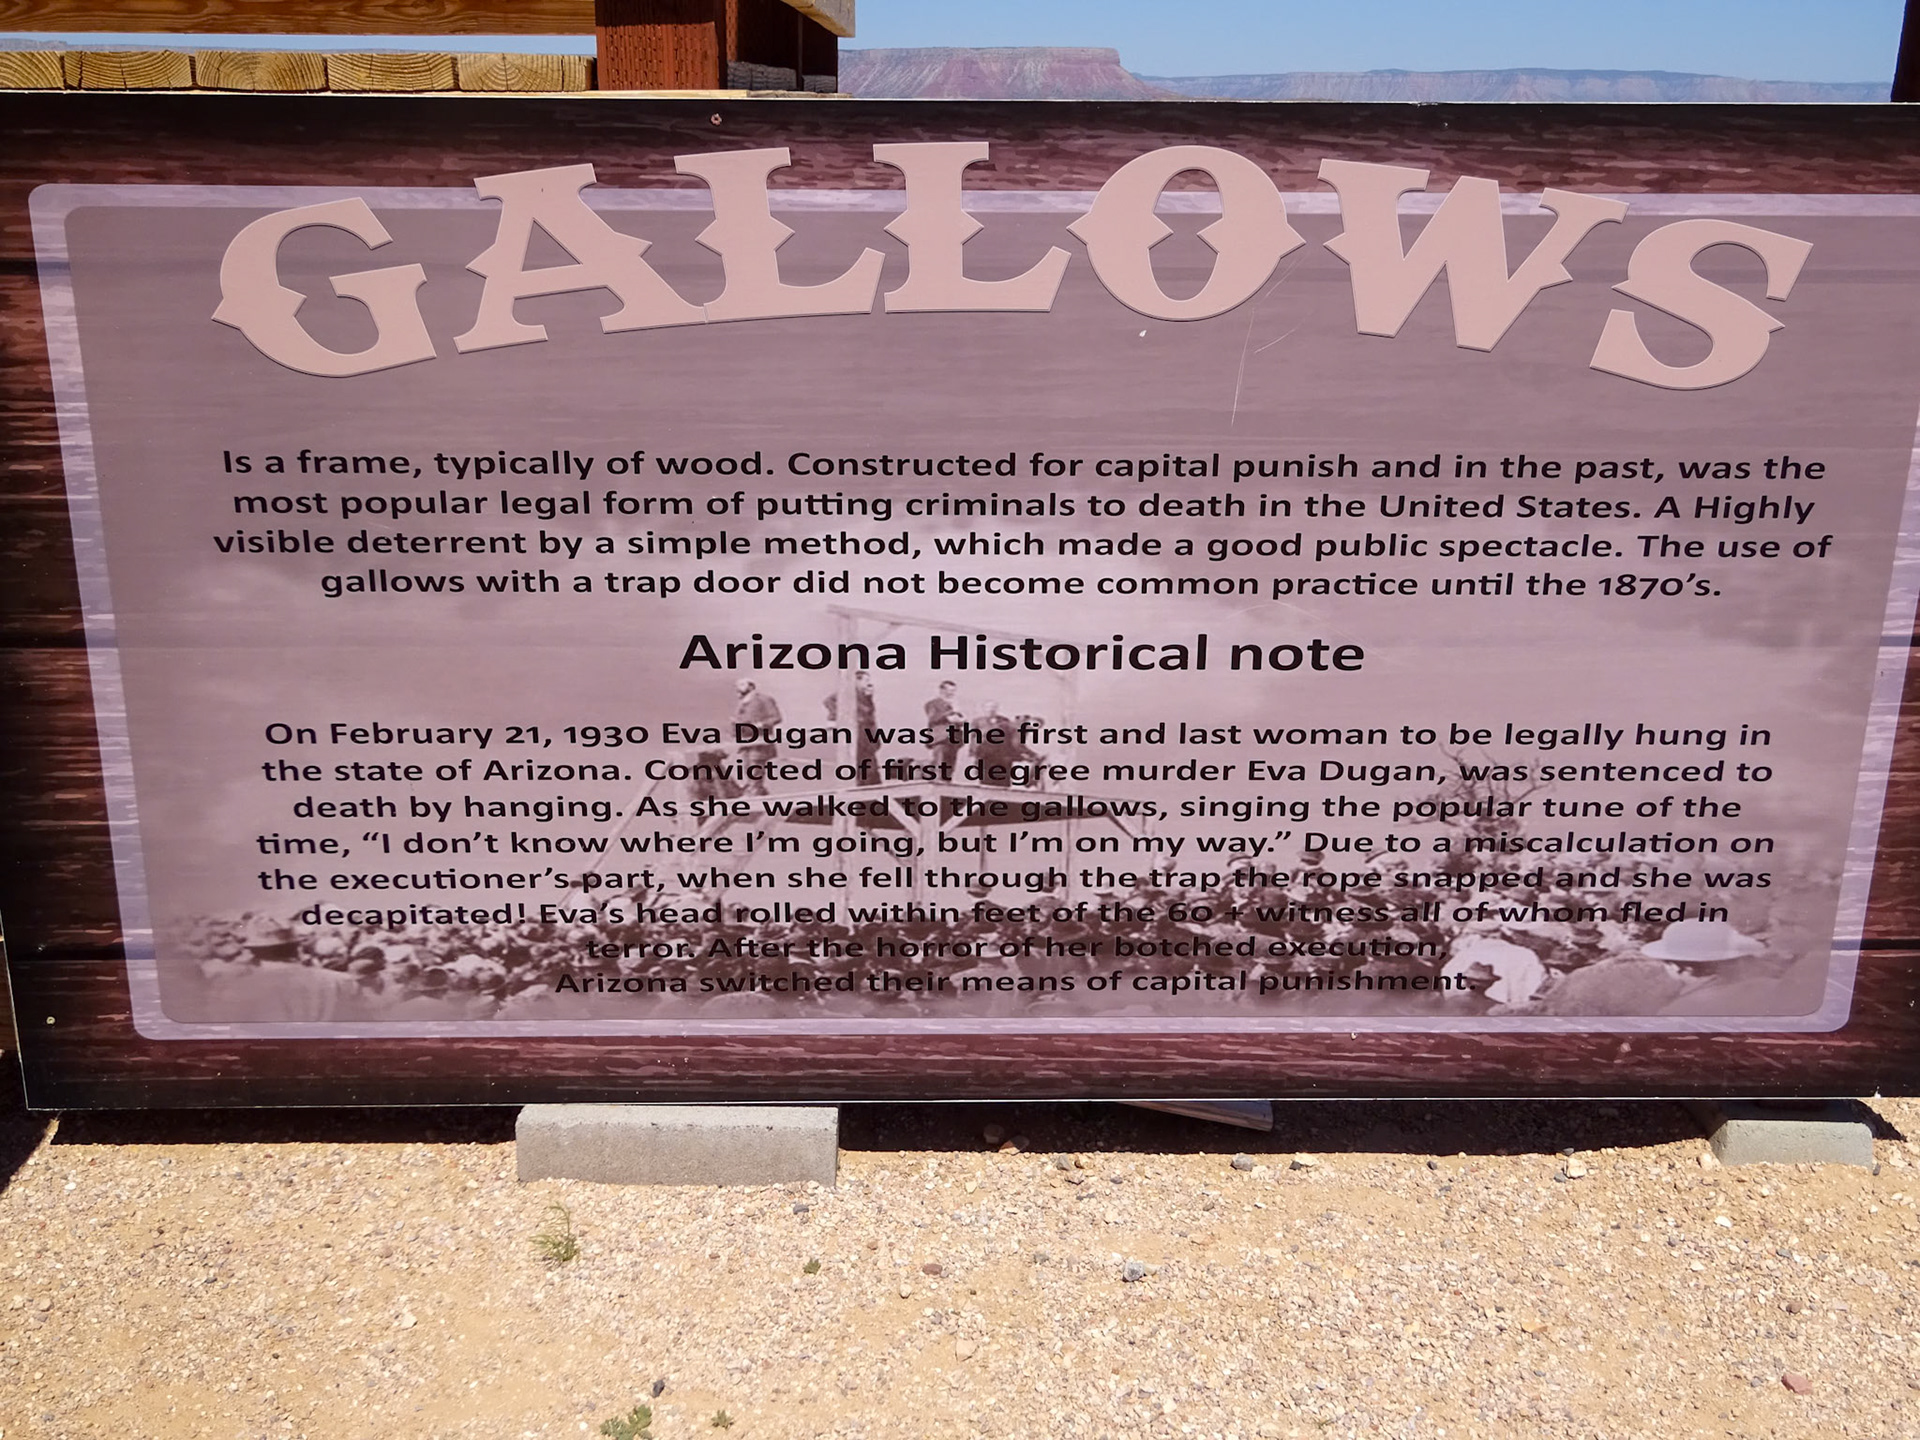 GALLOWS
Is a frame, typically of wood. Constructed for capital punish and in the past, was the
most popular legal form of putting criminals to death in the United States. A Highly
visible deterrent by a simple method, which made a good public spectacle. The use of
gallows with a trap door did not become common practice until the 1870's.
Arizona Historical note
On February 21, 1930 Eva Dugan was the first and last woman to be legally hung in
the state of Arizona. Convicted of first degree murder Eva Dugan, was sentenced to
death by hanging. As she walked to the gallows, singing the popular tune of the
time, “I don't know where I'm going, but I'm on my way.” Due to a miscalculation on
the executioner's part, when she fell through the trap the rope snapped and she was
decapitated! Eva's head rolled within feet of the 60 + witness all of whom fled in
terror. After the horror of her botched execution,
Arizona switched their means of capital punishment.